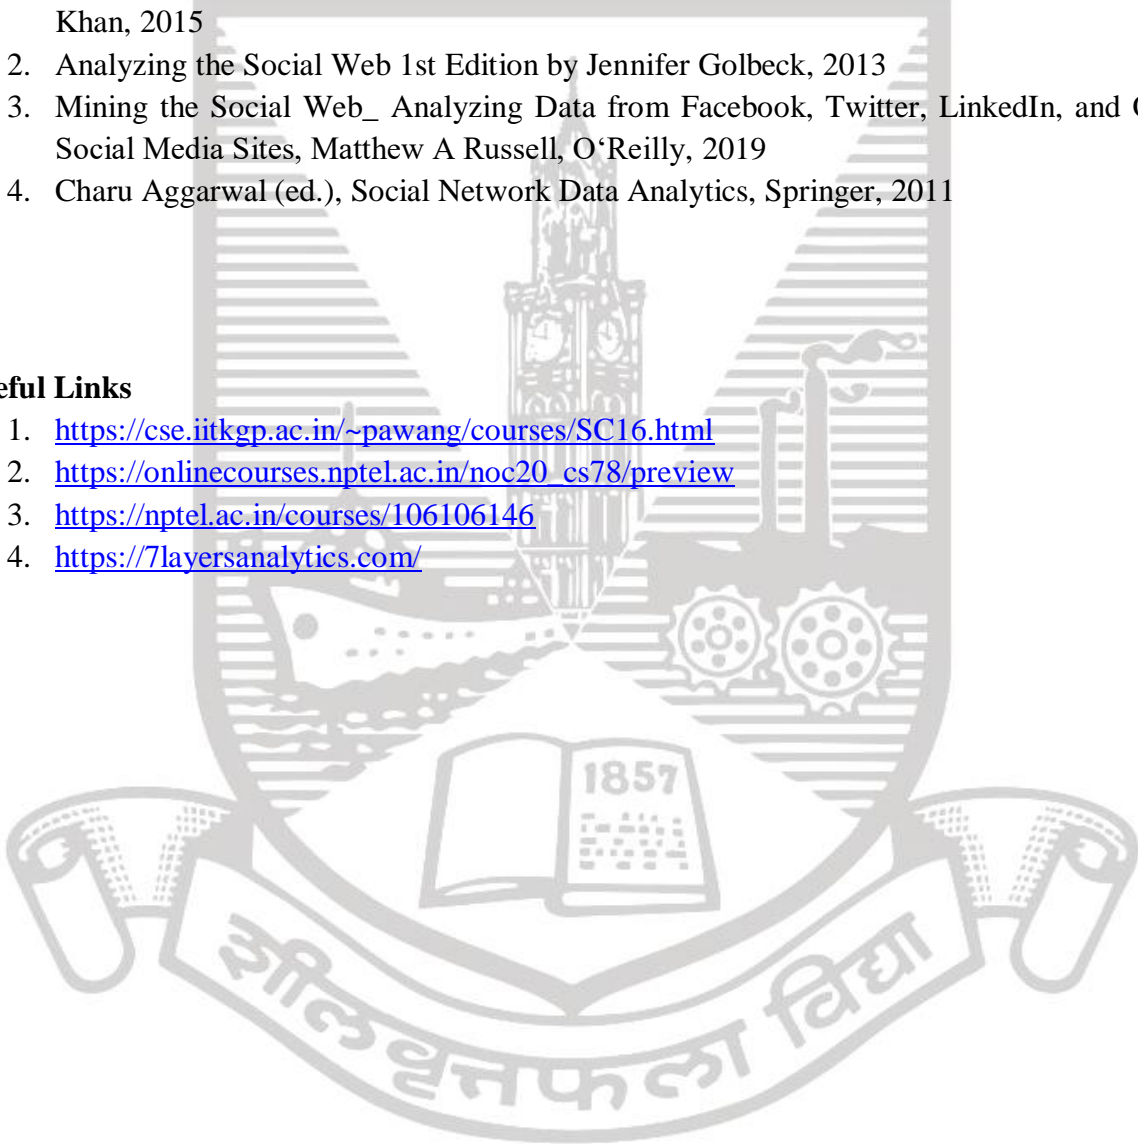 Khan, 2015
2. Analyzing the Social Web 1st Edition by Jennifer Golbeck, 2013
3. Mining the Social Web_ Analyzing Data from Facebook, Twitter, LinkedIn, and
Social Media Sites, Matthew A Russell, O‘Reilly, 2019
4. Charu Aggarwal (ed.), Social Network Data Analytics, Springer, 2011
eful Links
1. https://cse.iitkgp.ac.in/~pawang/courses/SC16.html
2. https://onlinecourses.nptel.ac.in/noc20_cs78/preview
3. https://nptel.ac.in/courses/106106146
4. https://7layersanalytics.com/
1857
शीलवृत्तफला विद्या